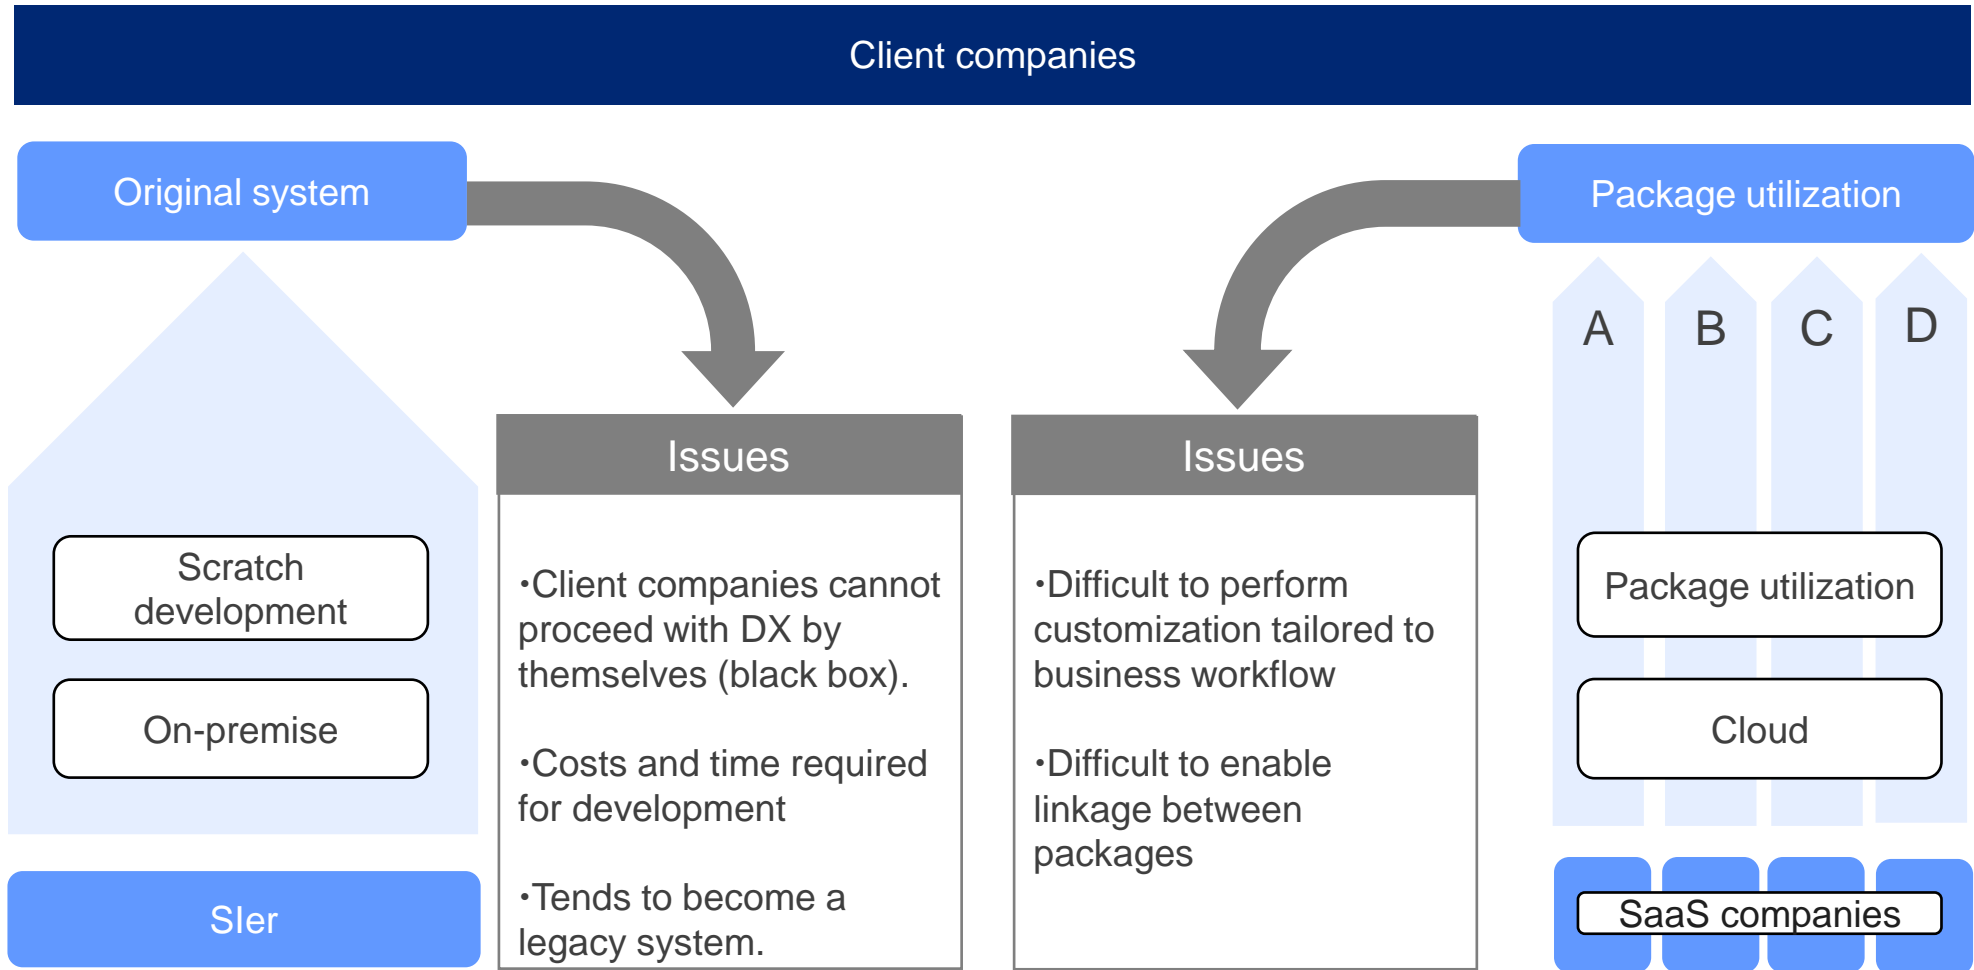 Client companies
Original system
Package utilization
A
B
C
D
Issues
Issues
Scratch
development
On-premise
SIer
・Client companies cannot
proceed with DX by
themselves (black box).
・Costs and time required
for development
・Tends to become a
legacy system.
・Difficult to perform
customization tailored to
business workflow
・Difficult to enable
linkage between
packages
Package utilization
Cloud
SaaS companies